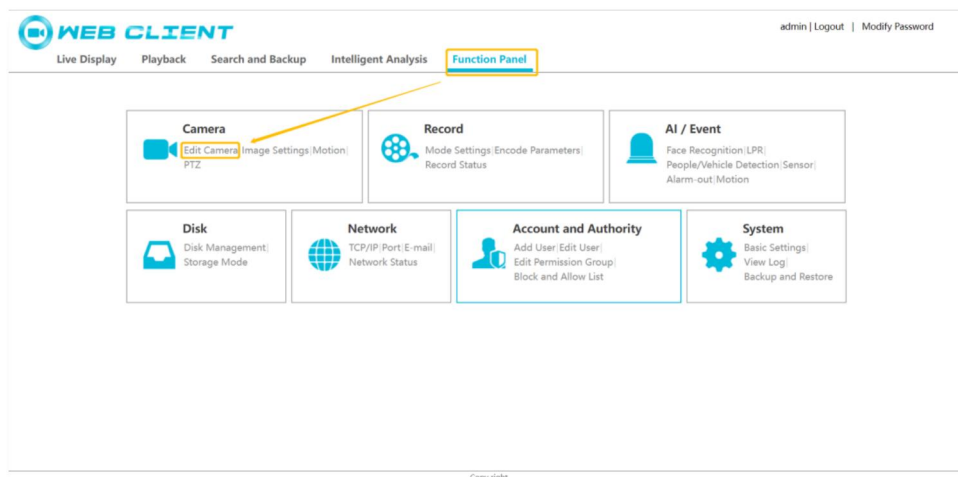 WEB CLIENT
admin | Logout | Modify Password
Live Display Playback Search and Backup Intelligent Analysis Function Panel
Camera
Edit Camera|Image Settings|Motion|
PTZ
Record
Mode Settings|Encode Parameters|
Record Status
AI / Event
Face Recognition|LPR|
People/Vehicle Detection|Sensor|
Alarm-out|Motion
Disk
Disk Management|
Storage Mode
Network
TCP/IP|Port|E-mail|
Network Status
Account and Authority
Add User|Edit User|
Edit Permission Group|
Block and Allow List
System
Basic Settings|
View Log|
Backup and Restore